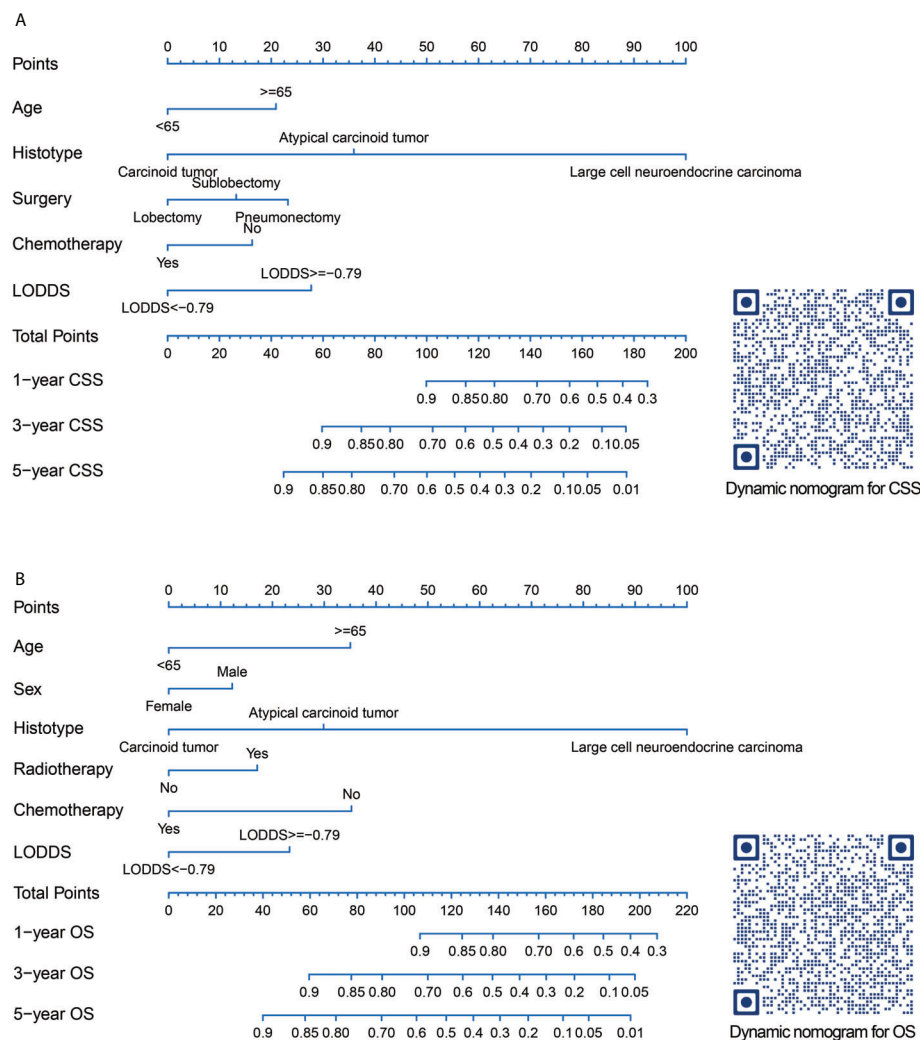 A
0 10 20 30 40 50 60 70 80 90 100
Points
>=65
Age
<65
Atypical carcinoid tumor
Histotype
Carcinoid tumor Large cell neuroendocrine carcinoma
Sublobectomy
Surgery
Lobectomy Pneumonectomy
No
Chemotherapy
Yes
LODDS>=−0.79
LODDS
LODDS<−0.79
Total Points
0 20 40 60 80 100 120 140 160 180 200
1−year CSS
0.9 0.85 0.80 0.70 0.6 0.5 0.4 0.3
3−year CSS
0.9 0.85 0.80 0.70 0.6 0.5 0.4 0.3 0.2 0.1 0.05
5−year CSS
0.9 0.85 0.80 0.70 0.6 0.5 0.4 0.3 0.2 0.1 0.05 0.01
Dynamic nomogram for CSS
B
0 10 20 30 40 50 60 70 80 90 100
Points
>=65
Age
<65
Male
Sex
Female
Atypical carcinoid tumor
Histotype
Carcinoid tumor Large cell neuroendocrine carcinoma
Yes
Radiotherapy
No
No
Chemotherapy
Yes
LODDS>=−0.79
LODDS
LODDS<−0.79
Total Points
0 20 40 60 80 100 120 140 160 180 200 220
1−year OS
0.9 0.85 0.80 0.70 0.6 0.5 0.4 0.3
3−year OS
0.9 0.85 0.80 0.70 0.6 0.5 0.4 0.3 0.2 0.1 0.05
5−year OS
0.9 0.85 0.80 0.70 0.6 0.5 0.4 0.3 0.2 0.1 0.05 0.01
Dynamic nomogram for OS